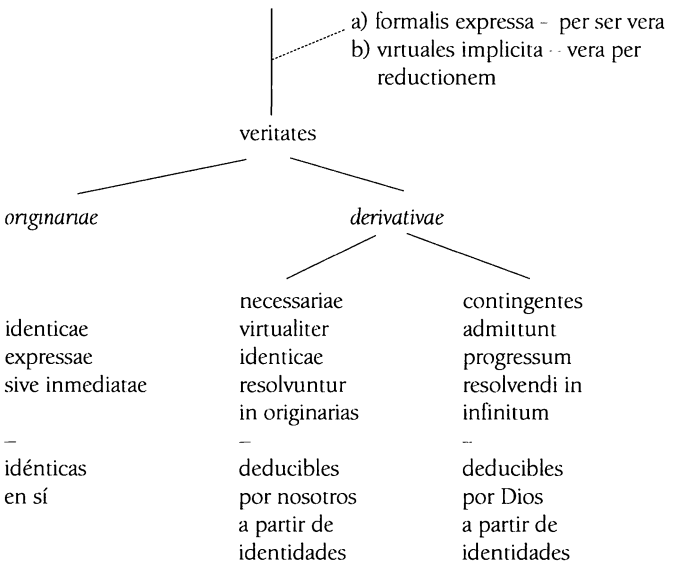 a) formalis expressa - per ser vera
b) virtuales implicita - - vera per
reductionem
veritates
originariae
derivativae
necessariae
contingentes
identicae
virtualiter
admittunt
expressae
identicae
progressum
sive inmediatae
resolvuntur
resolvendi in
in originarias
infinitum
idénticas
deducibles
deducibles
en sí
por nosotros
por Dios
a partir de
a partir de
identidades
identidades